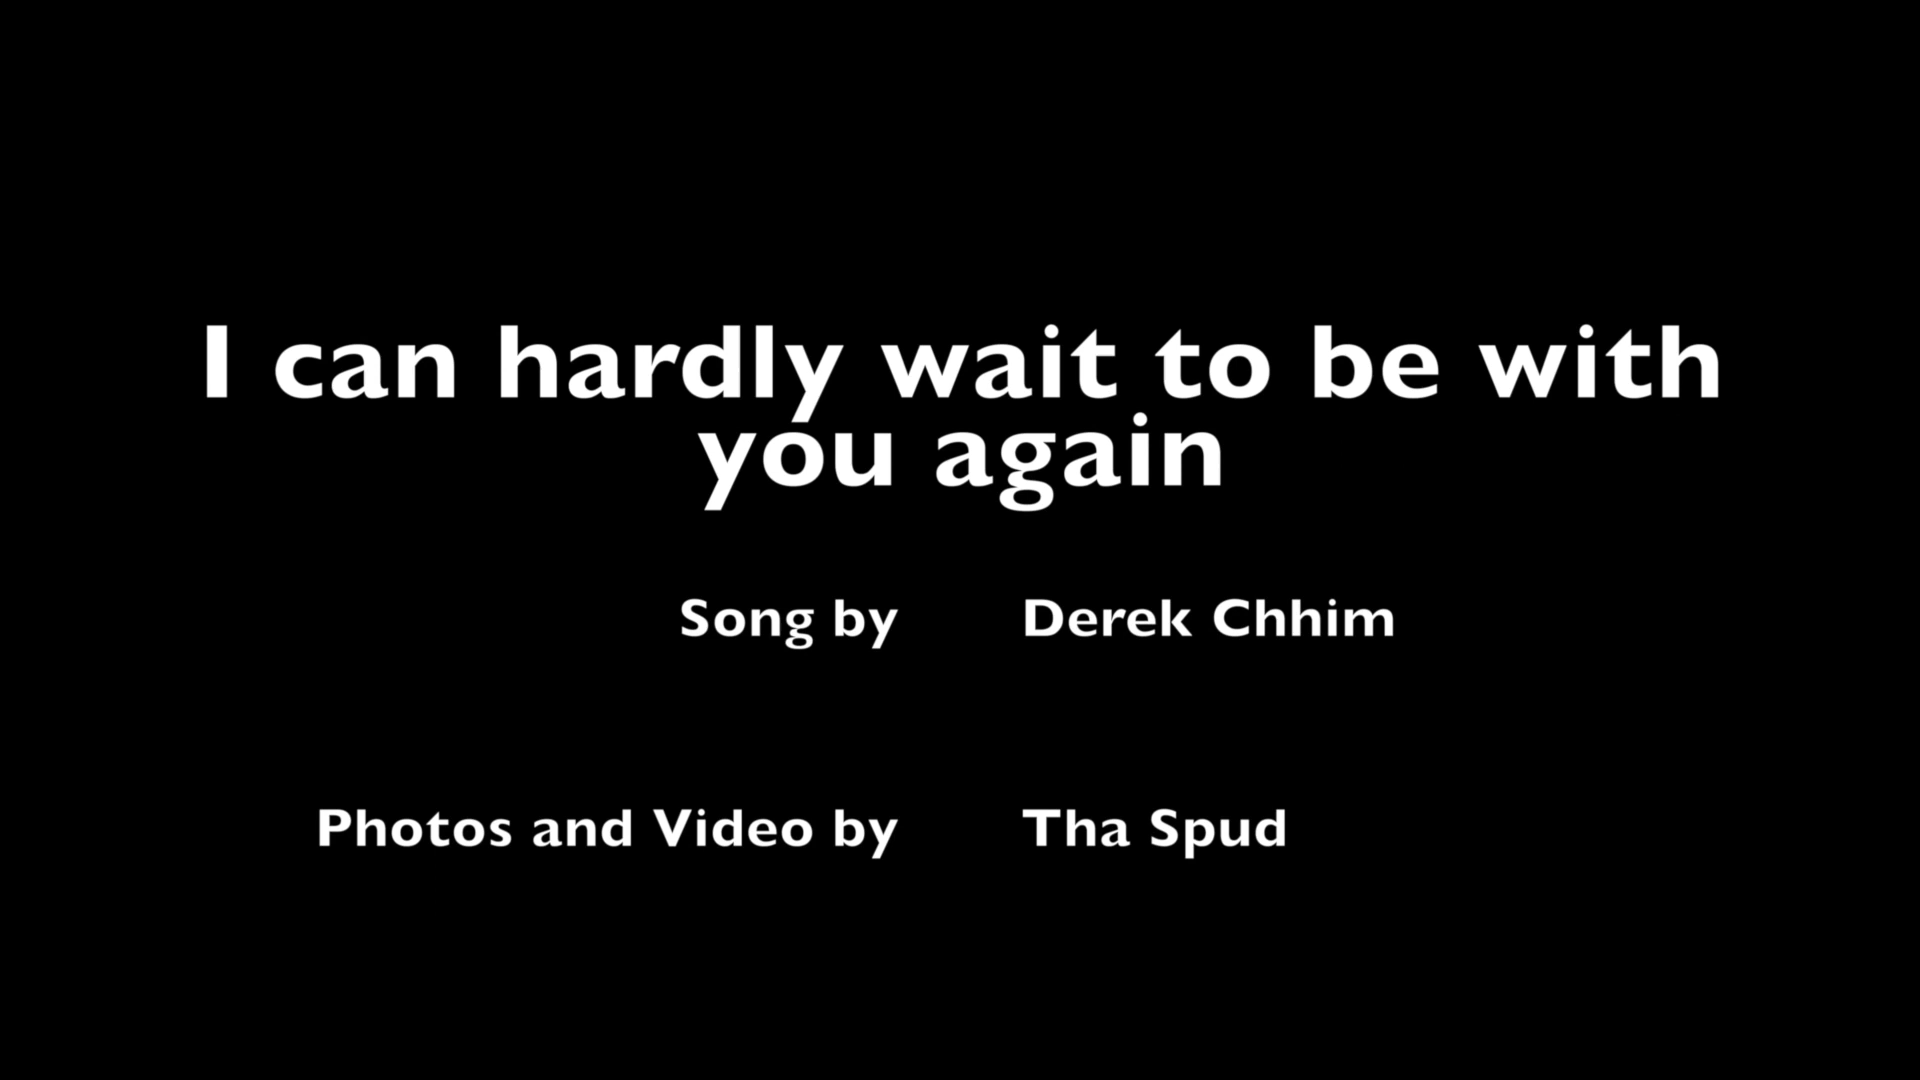 I can hardly wait to be with
you again
Song by Derek Chhim
Photos and Video by Tha Spud